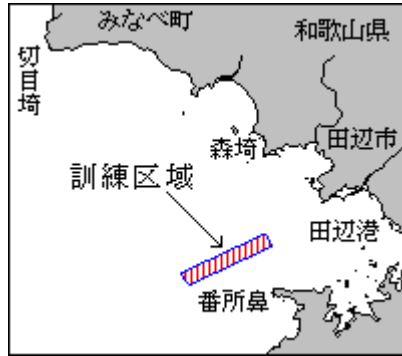 みなべ町
和歌山県
切目埼
森埼
田辺市
訓練区域
田辺港
番所鼻